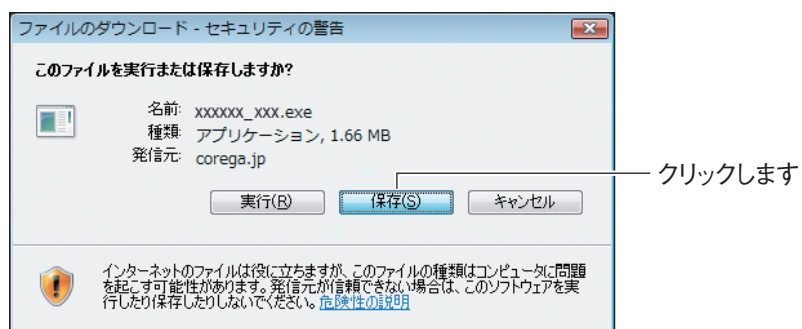 ファイルのダウンロード - セキュリティの警告
このファイルを実行または保存しますか?
名前: xxxxxx_xxx.exe
種類: アプリケーション, 1.66 MB
発信元: corega.jp
実行(R) 保存(S) キャンセル
クリックします
インターネットのファイルは役に立ちますが、このファイルの種類はコンピュータに問題
を起こす可能性があります。発信元が信頼できない場合は、このソフトウェアを実
行したり保存したりしないでください。危険性の説明